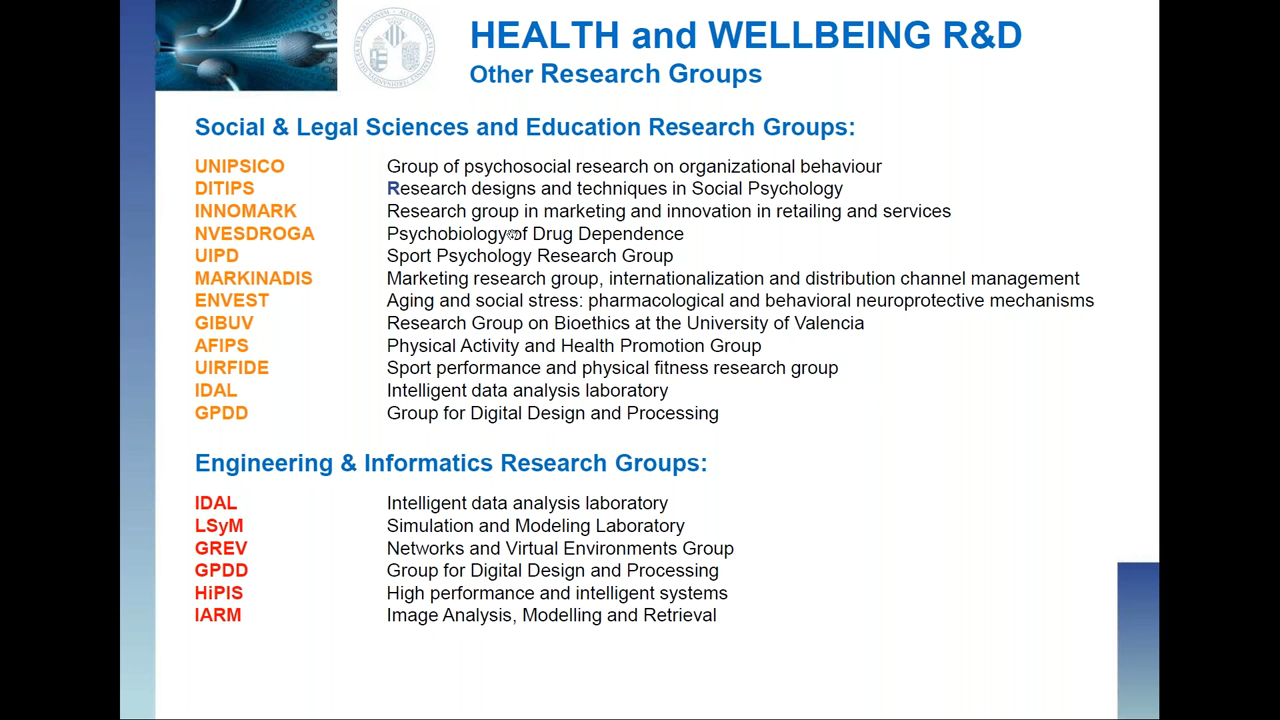 HEALTH and WELLBEING R&D
Other Research Groups
Social & Legal Sciences and Education Research Groups:
UNIPSICO Group of psychosocial research on organizational behaviour
DITIPS Research designs and techniques in Social Psychology
INNOMARK Research group in marketing and innovation in retailing and services
NVESDROGA Psychobiology of Drug Dependence
UIPD Sport Psychology Research Group
MARKINADIS Marketing research group, internationalization and distribution channel management
ENVEST Aging and social stress: pharmacological and behavioral neuroprotective mechanisms
GIBUV Research Group on Bioethics at the University of Valencia
AFIPS Physical Activity and Health Promotion Group
UIRFIDE Sport performance and physical fitness research group
IDAL Intelligent data analysis laboratory
GPDD Group for Digital Design and Processing
Engineering & Informatics Research Groups:
IDAL Intelligent data analysis laboratory
LSyM Simulation and Modeling Laboratory
GREV Networks and Virtual Environments Group
GPDD Group for Digital Design and Processing
HiPIS High performance and intelligent systems
IARM Image Analysis, Modelling and Retrieval